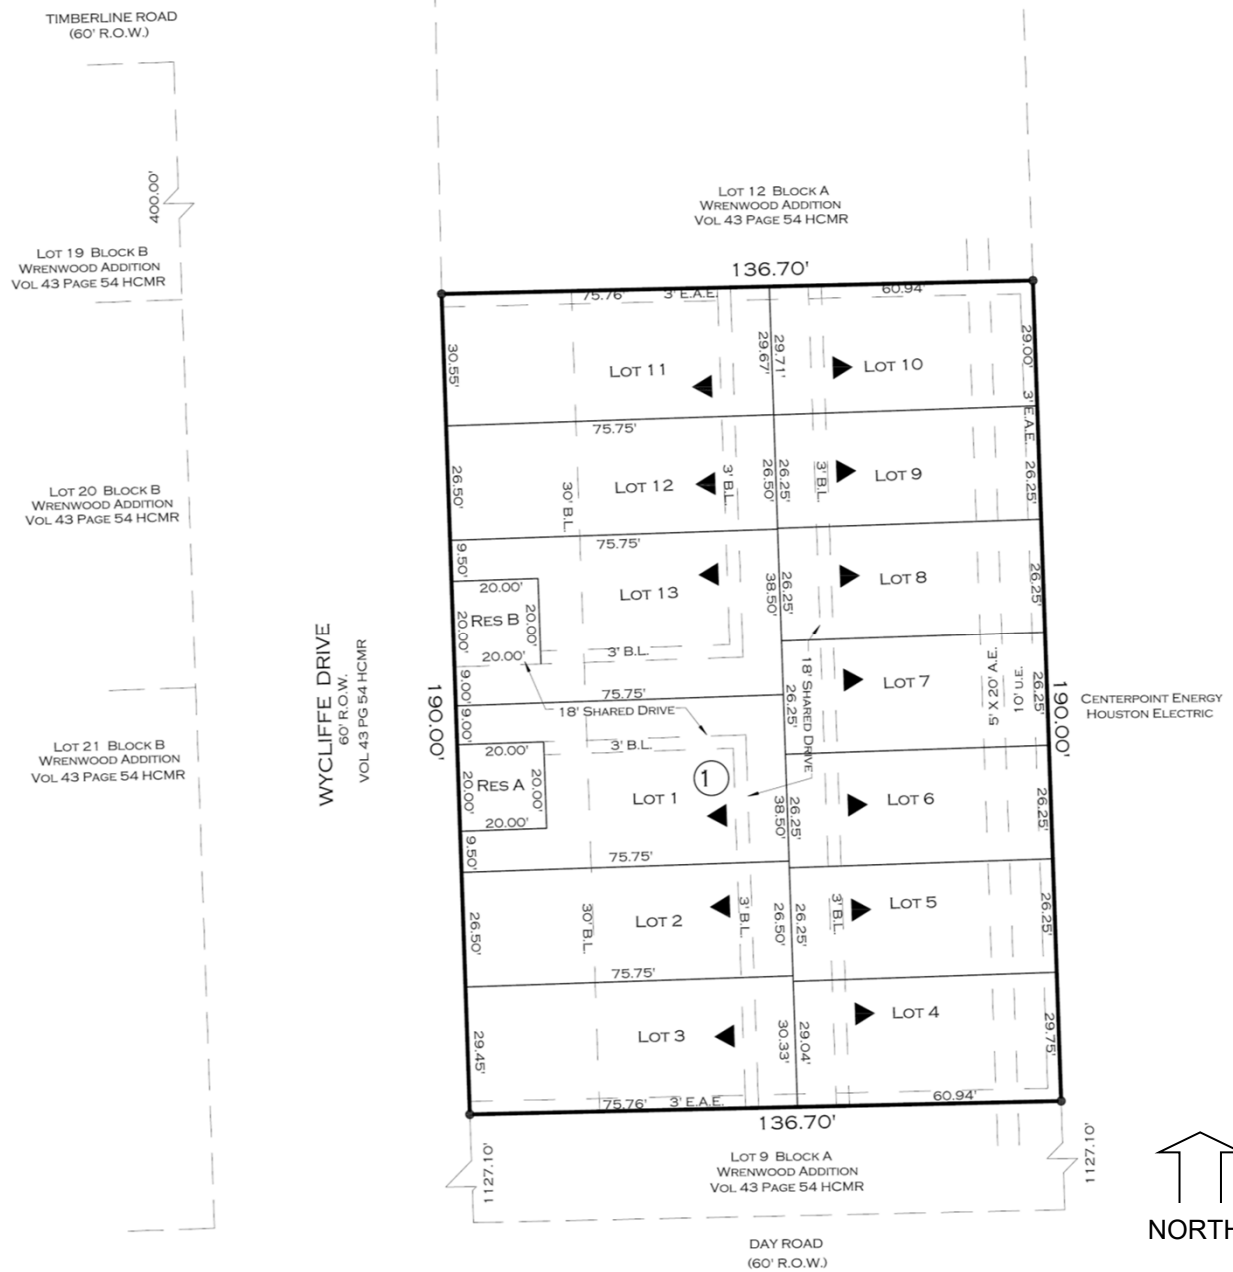 TIMBERLINE ROAD
(60' R.O.W.)
400.00'
LOT 19 BLOCK B
WRENWOOD ADDITION
VOL 43 PAGE 54 HCMR
LOT 12 BLOCK A
WRENWOOD ADDITION
VOL 43 PAGE 54 HCMR
136.70'
75.76'
3' E.A.E.
60.94'
30.55'
LOT 11
29.67'
29.71'
LOT 10
29.00'
3' E.A.E.
75.75'
LOT 20 BLOCK B
WRENWOOD ADDITION
VOL 43 PAGE 54 HCMR
26.50'
30' B.L.
LOT 12
3' B.L.
26.50'
26.25'
3' B.L.
LOT 9
26.25'
75.75'
9.50'
20.00'
RES B
20.00'
20.00'
20.00'
LOT 13
38.50'
26.25'
LOT 8
26.25'
3' B.L.
9.00'
75.75'
WYCLIFFE DRIVE
60' R.O.W.
VOL 43 PG 54 HCMR
190.00'
18' SHARED DRIVE
18' SHARED DRIVE
26.25'
LOT 7
5' X 20' A.E.
10' U.E.
26.25'
190.00'
CENTERPOINT ENERGY
HOUSTON ELECTRIC
LOT 21 BLOCK B
WRENWOOD ADDITION
VOL 43 PAGE 54 HCMR
9.00'
20.00'
RES A
20.00'
20.00'
20.00'
3' B.L.
1
LOT 1
38.50'
26.25'
LOT 6
26.25'
9.50'
75.75'
26.50'
30' B.L.
LOT 2
3' B.L.
26.50'
26.25'
3' B.L.
LOT 5
26.25'
75.75'
29.45'
LOT 3
30.33'
29.04'
LOT 4
29.75'
75.76'
3' E.A.E.
60.94'
136.70'
1127.10'
LOT 9 BLOCK A
WRENWOOD ADDITION
VOL 43 PAGE 54 HCMR
1127.10'
DAY ROAD
(60' R.O.W.)
NORTH